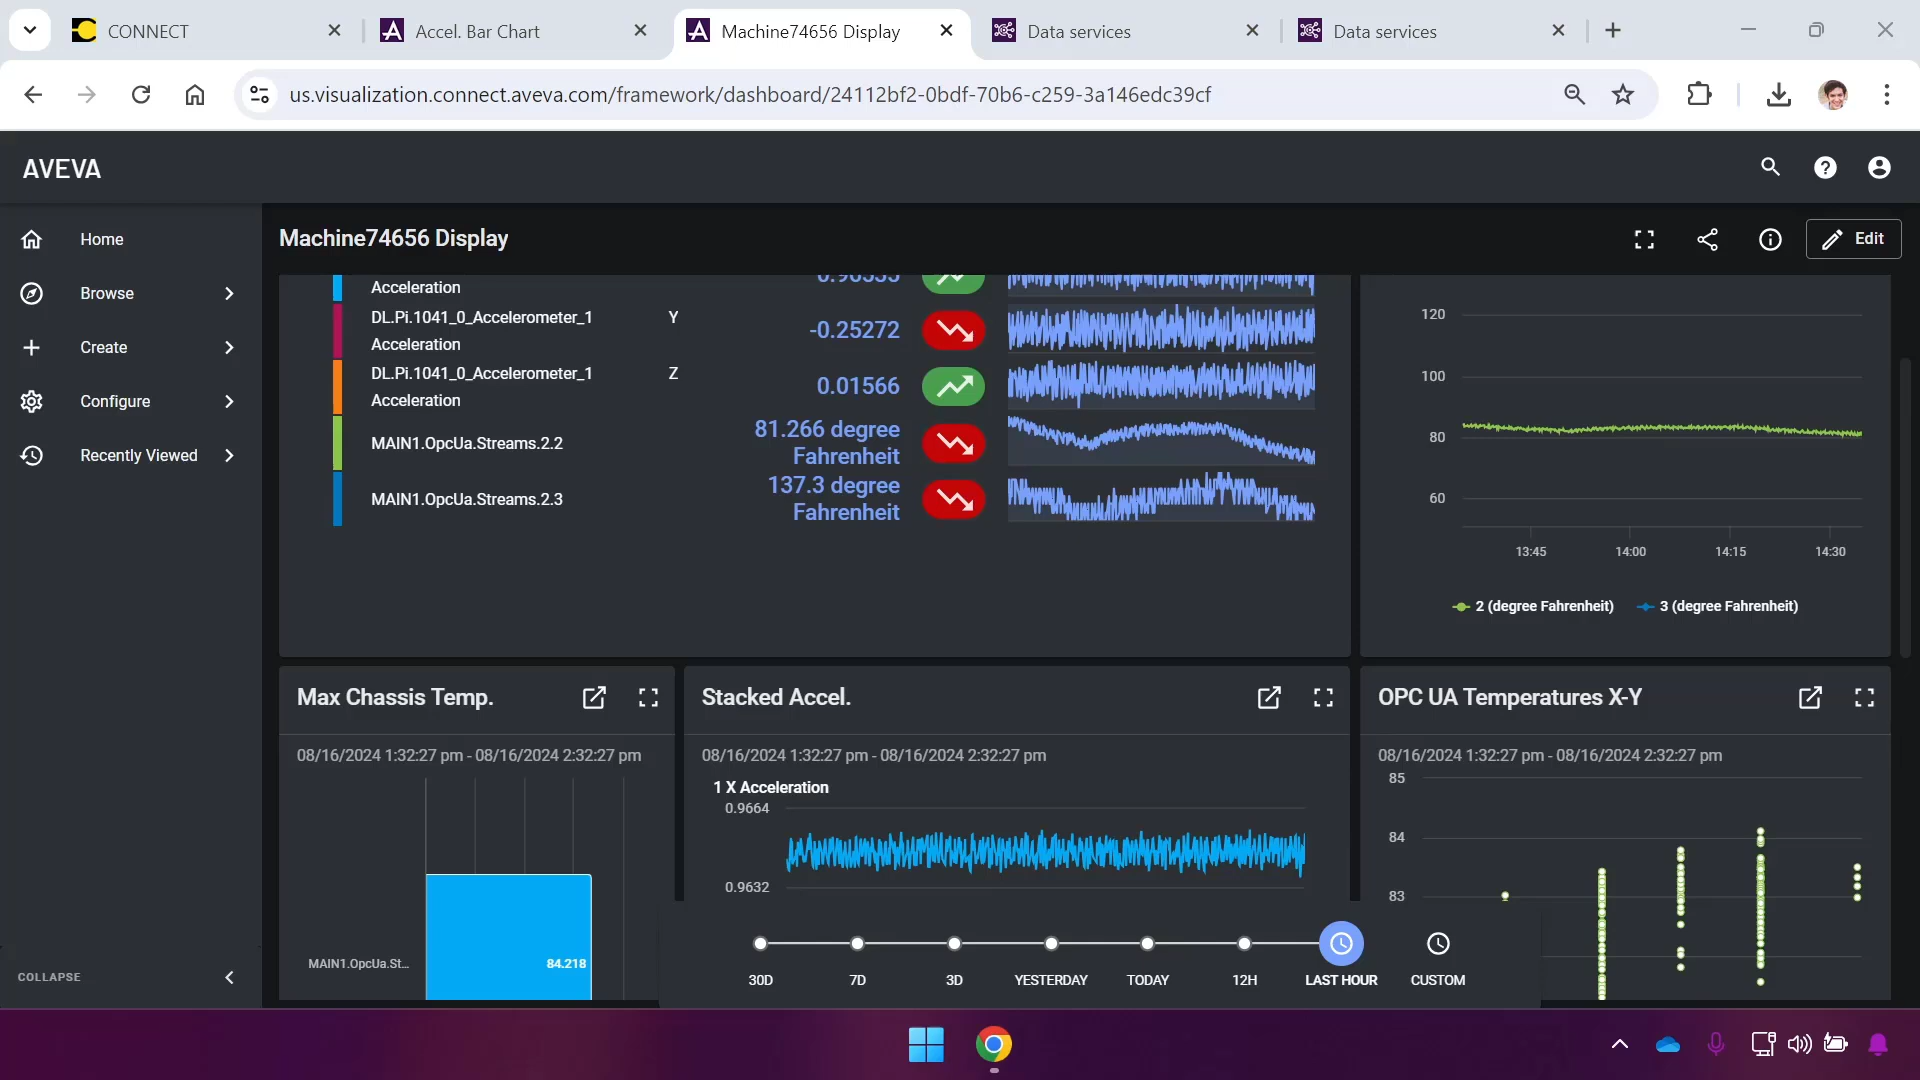 CONNECT
Accel. Bar Chart
Machine74656 Display
Data services
Data services
us.visualization.connect.aveva.com/framework/dashboard/24112bf2-0bdf-70b6-c259-3a146edc39cf
AVEVA
Home
Browse
Create
Configure
Recently Viewed
COLLAPSE
Machine74656 Display
Edit
Acceleration
DL.Pi.1041_0_Accelerometer_1 Y
Acceleration
-0.25272
DL.Pi.1041_0_Accelerometer_1 Z
Acceleration
0.01566
MAIN1.OpcUa.Streams.2.2
81.266 degree
Fahrenheit
MAIN1.OpcUa.Streams.2.3
137.3 degree
Fahrenheit
120
100
80
60
13:45 14:00 14:15 14:30
2 (degree Fahrenheit) 3 (degree Fahrenheit)
Max Chassis Temp.
08/16/2024 1:32:27 pm - 08/16/2024 2:32:27 pm
MAIN1.OpcUa.St...
84.218
Stacked Accel.
08/16/2024 1:32:27 pm - 08/16/2024 2:32:27 pm
1 X Acceleration
0.9664
0.9632
OPC UA Temperatures X-Y
08/16/2024 1:32:27 pm - 08/16/2024 2:32:27 pm
85
84
83
30D 7D 3D YESTERDAY TODAY 12H LAST HOUR CUSTOM